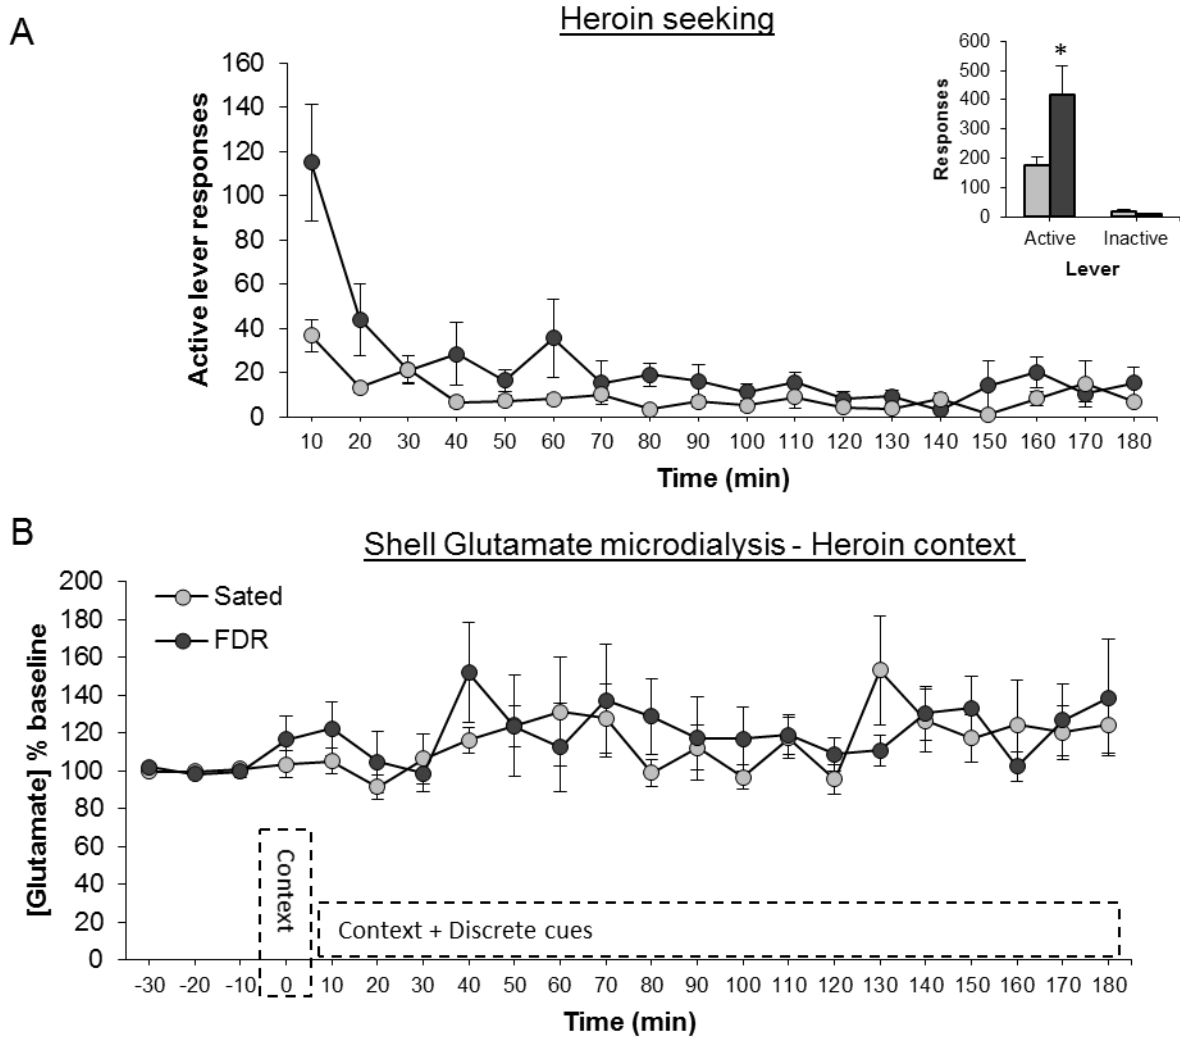 A
Heroin seeking
Active lever responses
160
140
120
100
80
60
40
20
0
10 20 30 40 50 60 70 80 90 100 110 120 130 140 150 160 170 180
Time (min)
Responses
600
500
400
300
200
100
0
*
Active Inactive
Lever
B
Shell Glutamate microdialysis - Heroin context
[Glutamate] % baseline
200
180
160
140
120
100
80
60
40
20
0
Sated
FDR
Context
Context + Discrete cues
-30 -20 -10 0 10 20 30 40 50 60 70 80 90 100 110 120 130 140 150 160 170 180
Time (min)